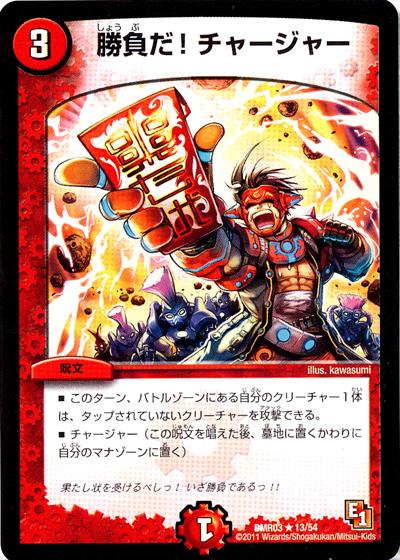 3
勝負だ!チャージャー
しょうぶ
illus. kawasumi
呪文
■このターン、バトルゾーンにある自分のクリーチャー1体
は、タップされていないクリーチャーを攻撃できる。
■チャージャー(この呪文を唱えた後、墓地に置くかわりに
自分のマナゾーンに置く)
果たし状を受けるべしっ! いざ勝負であるっ!!
1
DMR03★13/54
©2011 Wizards/Shogakukan/Mitsui-Kids
E1